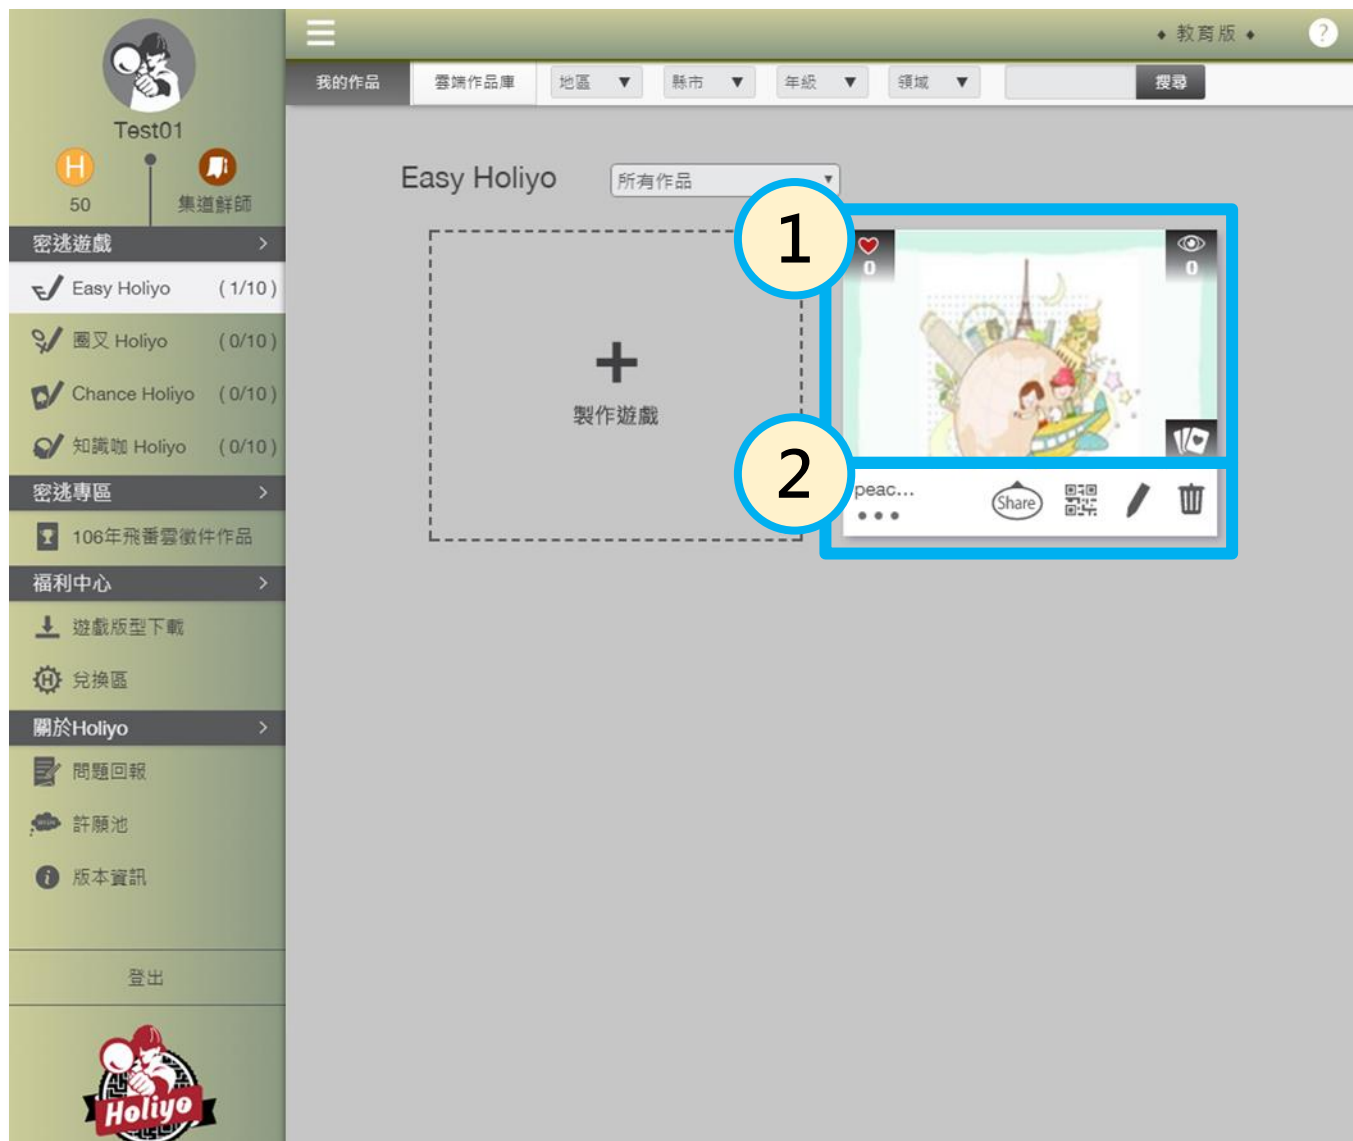 Test01
H
50
集道鮮師
密逃遊戲 >
Easy Holiyo (1/10)
圈叉 Holiyo (0/10)
Chance Holiyo (0/10)
知識咖 Holiyo (0/10)
密逃專區 >
106年飛番雲徵件作品
福利中心 >
遊戲版型下載
兌換區
關於Holiyo >
問題回報
許願池
版本資訊
登出
Holiyo
◆ 教育版 ◆ ?
我的作品 雲端作品庫 地區 ▼ 縣市 ▼ 年級 ▼ 領域 ▼ 搜尋
Easy Holiyo 所有作品 ▼
+
製作遊戲
1
0 0
2
peac...
Share